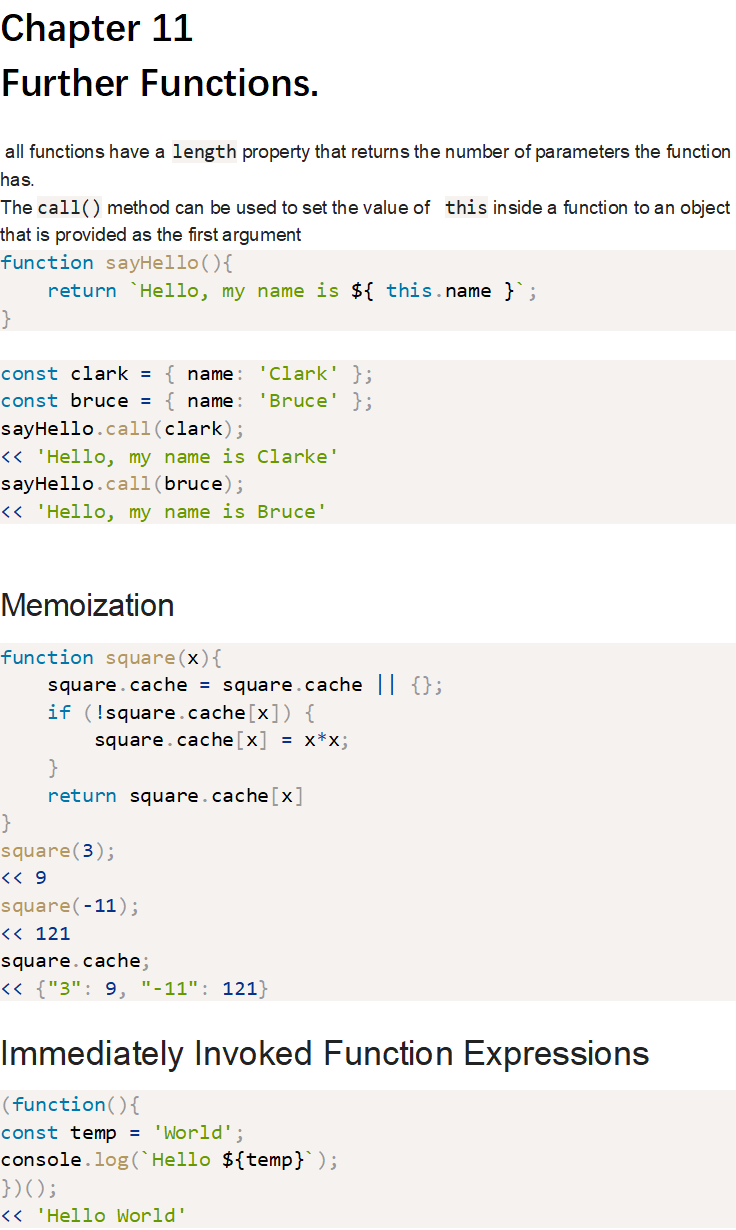 Chapter 11
Further Functions.
all functions have a length property that returns the number of parameters the function
has.
The call() method can be used to set the value of this inside a function to an object
that is provided as the first argument
function sayHello(){
    return `Hello, my name is ${ this.name }`;
}
const clark = { name: 'Clark' };
const bruce = { name: 'Bruce' };
sayHello.call(clark);
<< 'Hello, my name is Clarke'
sayHello.call(bruce);
<< 'Hello, my name is Bruce'
Memoization
function square(x){
    square.cache = square.cache || {};
    if (!square.cache[x]) {
        square.cache[x] = x*x;
    }
    return square.cache[x]
}
square(3);
<< 9
square(-11);
<< 121
square.cache;
<< {"3": 9, "-11": 121}
Immediately Invoked Function Expressions
(function(){
const temp = 'World';
console.log(`Hello ${temp}`);
})();
<< 'Hello World'